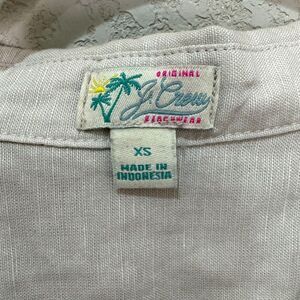 ORIGINAL
J.Crew
BEACHWEAR
XS
MADE IN
INDONESIA